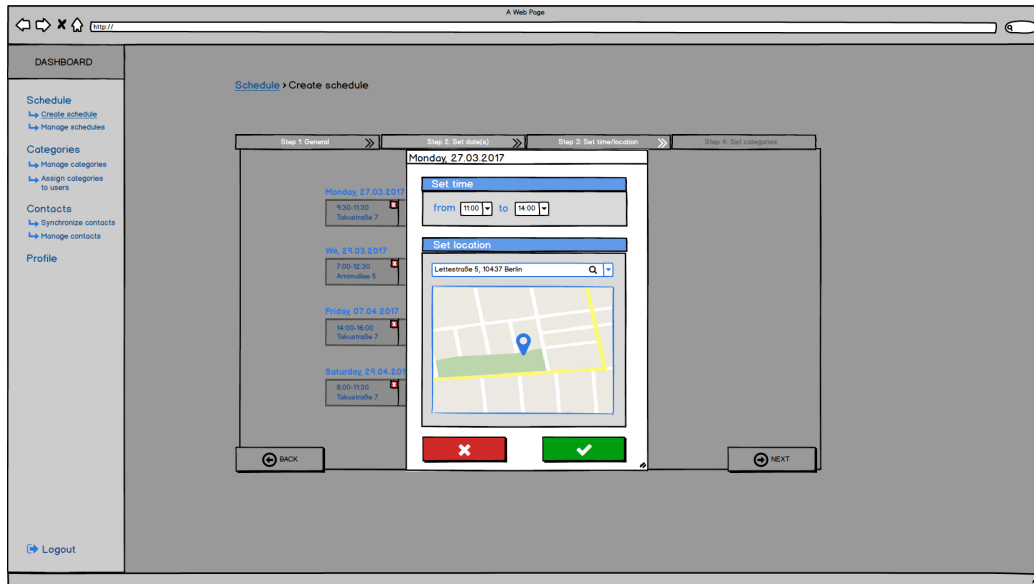 A Web Page
http://
DASHBOARD
Schedule
Create schedule
Manage schedules
Categories
Manage categories
Assign categories
to users
Contacts
Synchronize contacts
Manage contacts
Profile
Logout
Schedule › Create schedule
Step 1: General
Step 2: Set date(s)
Step 3: Set time/location
Step 4: Set categories
Monday, 27.03.2017
9:30-11:30
Takustraße 7
We, 29.03.2017
7:00-12:30
Arnimallee 5
Friday, 07.04.2017
14:00-16:00
Takustraße 7
Saturday, 29.04.201
8:00-11:30
Takustraße 7
Monday, 27.03.2017
Set time
from 11:00 to 14:00
Set location
Lettestraße 5, 10437 Berlin
BACK
NEXT